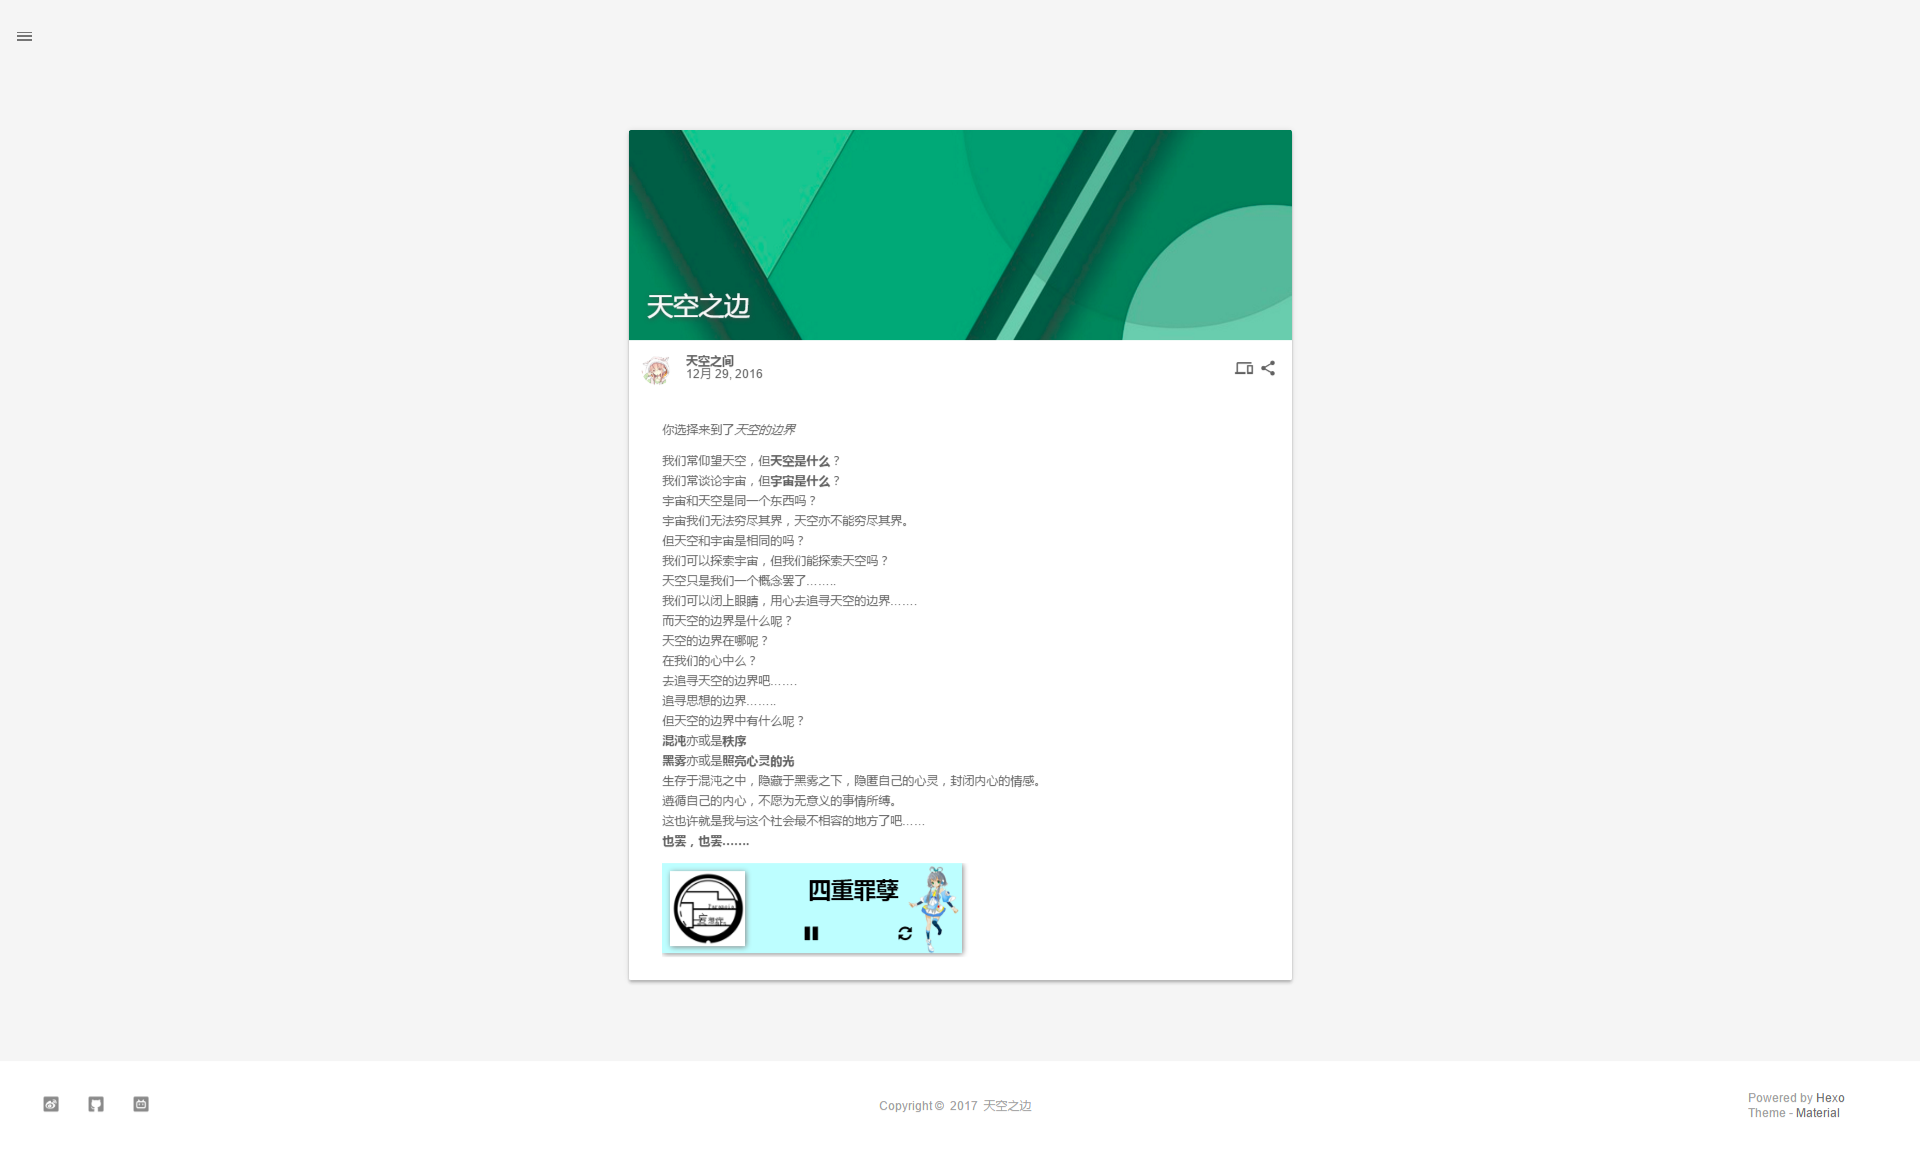 天空之边
天空之间
12月 29, 2016
你选择来到了天空的边界
我们常仰望天空，但天空是什么？
我们常谈论宇宙，但宇宙是什么？
宇宙和天空是同一个东西吗？
宇宙我们无法穷尽其界，天空亦不能穷尽其界。
但天空和宇宙是相同的吗？
我们可以探索宇宙，但我们能探索天空吗？
天空只是我们一个概念罢了……..
我们可以闭上眼睛，用心去追寻天空的边界…….
而天空的边界是什么呢？
天空的边界在哪呢？
在我们的心中么？
去追寻天空的边界吧…….
追寻思想的边界……..
但天空的边界中有什么呢？
混沌亦或是秩序
黑雾亦或是照亮心灵的光
生存于混沌之中，隐藏于黑雾之下，隐匿自己的心灵，封闭内心的情感。
遵循自己的内心，不愿为无意义的事情所缚。
这也许就是我与这个社会最不相容的地方了吧……
也罢，也罢…….
四重罪孽
Copyright © 2017 天空之边
Powered by Hexo
Theme - Material